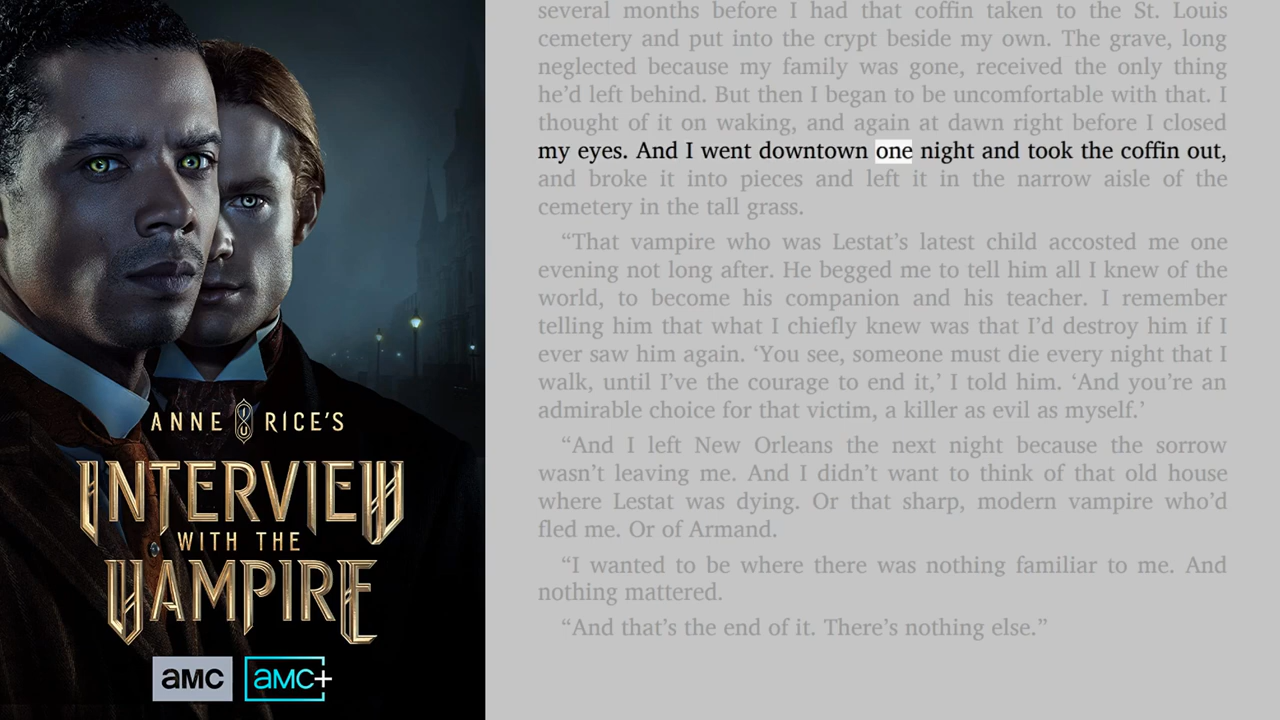 ANNE RICE'S
INTERVIEW
WITH THE
VAMPIRE
amc
amc+
several months before I had that coffin taken to the St. Louis
cemetery and put into the crypt beside my own. The grave, long
neglected because my family was gone, received the only thing
he’d left behind. But then I began to be uncomfortable with that. I
thought of it on waking, and again at dawn right before I closed
my eyes. And I went downtown one night and took the coffin out,
and broke it into pieces and left it in the narrow aisle of the
cemetery in the tall grass.
“That vampire who was Lestat’s latest child accosted me one
evening not long after. He begged me to tell him all I knew of the
world, to become his companion and his teacher. I remember
telling him that what I chiefly knew was that I’d destroy him if I
ever saw him again. ‘You see, someone must die every night that I
walk, until I’ve the courage to end it,’ I told him. ‘And you’re an
admirable choice for that victim, a killer as evil as myself.’
“And I left New Orleans the next night because the sorrow
wasn’t leaving me. And I didn’t want to think of that old house
where Lestat was dying. Or that sharp, modern vampire who’d
fled me. Or of Armand.
“I wanted to be where there was nothing familiar to me. And
nothing mattered.
“And that’s the end of it. There’s nothing else.”